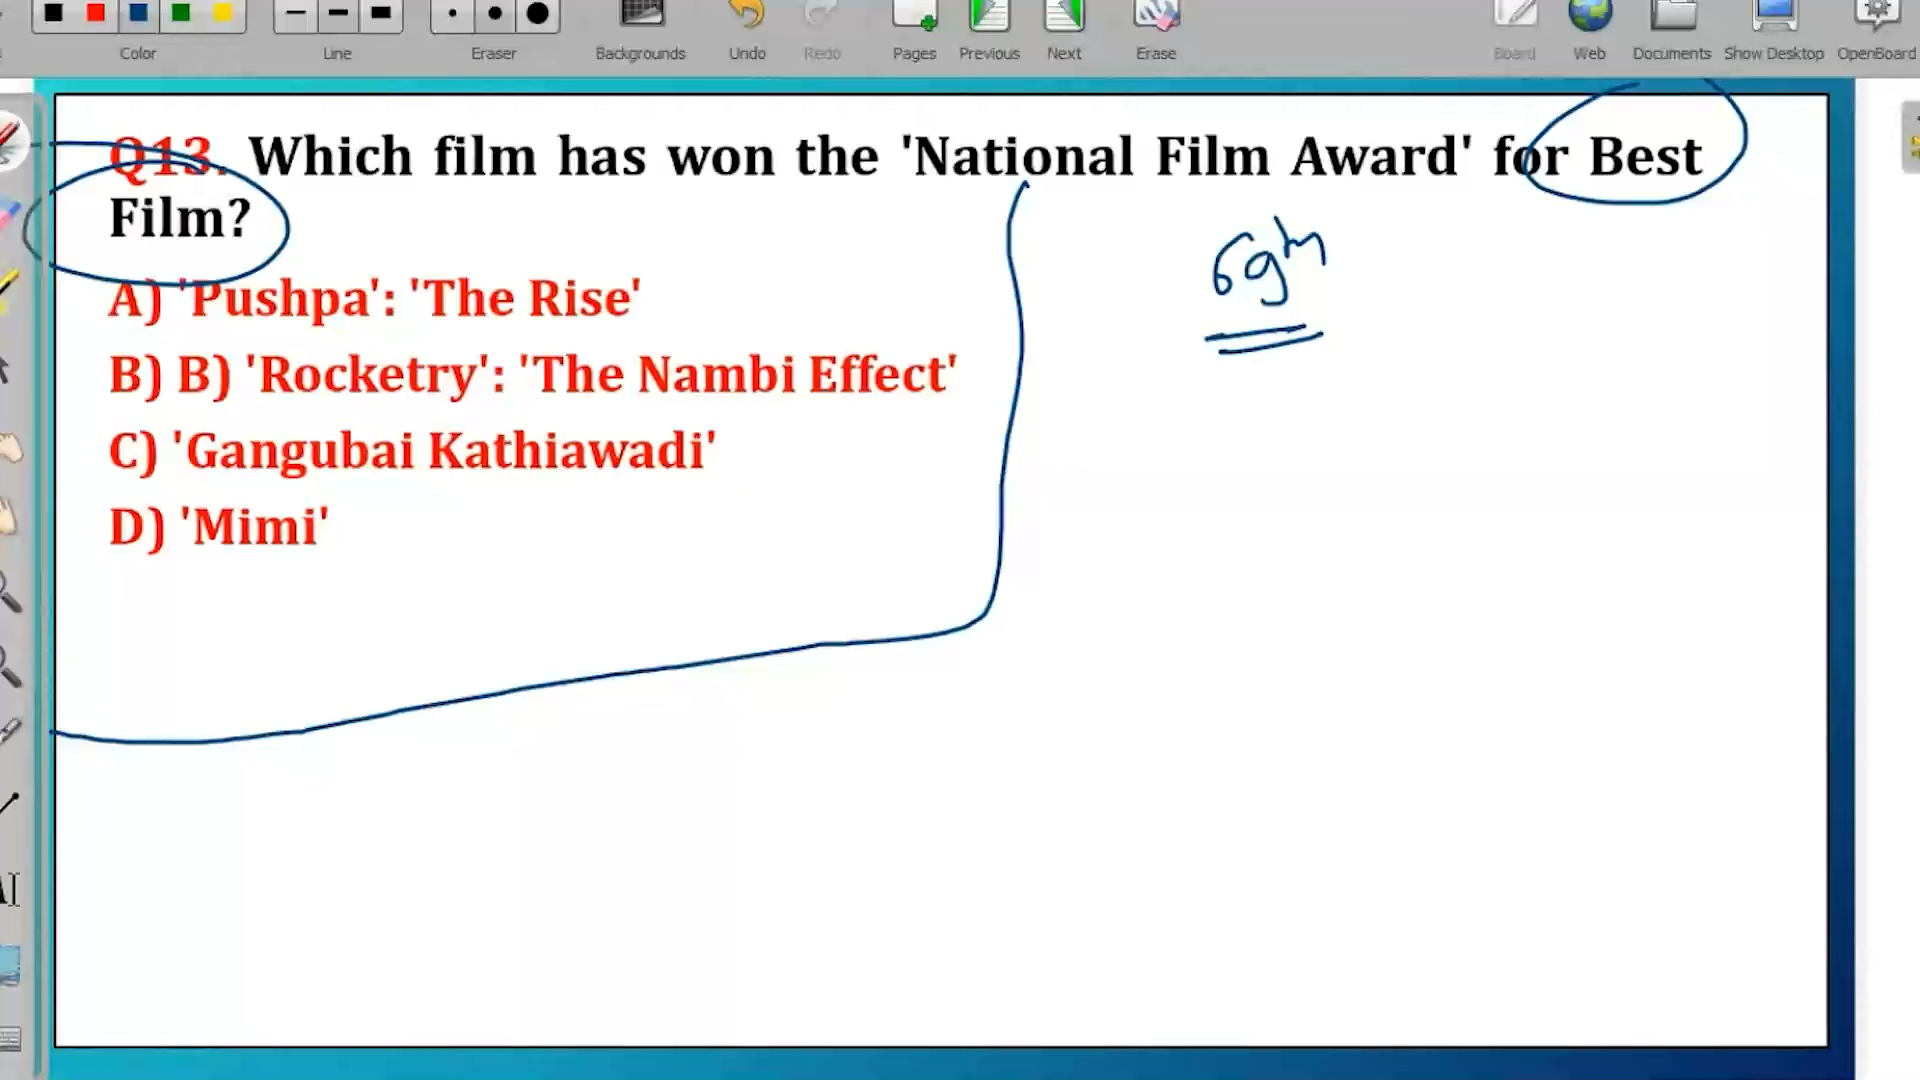 Color
Line
Eraser
Backgrounds
Undo
Redo
Pages
Previous
Next
Erase
Board
Web
Documents
Show Desktop
OpenBoard
Q13. Which film has won the 'National Film Award' for Best
Film?
69th
A) 'Pushpa': 'The Rise'
B) B) 'Rocketry': 'The Nambi Effect'
C) 'Gangubai Kathiawadi'
D) 'Mimi'
AI